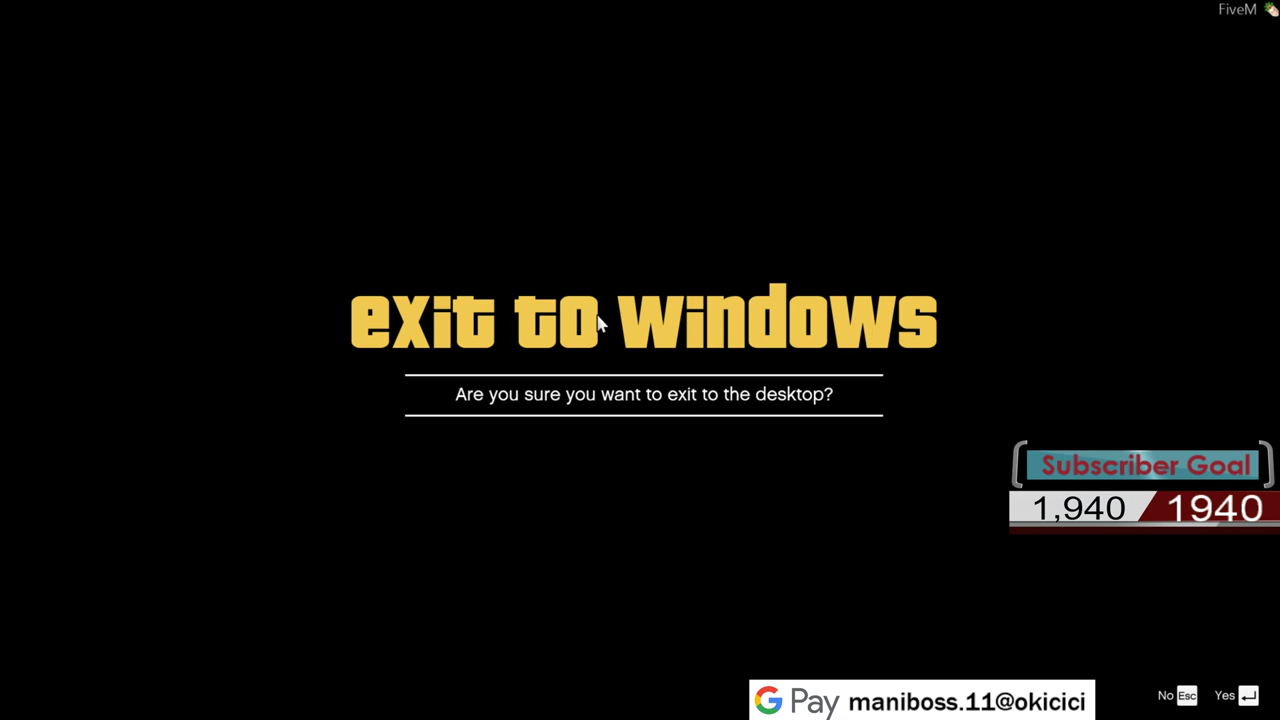 FiveM
exit to windows
Are you sure you want to exit to the desktop?
Subscriber Goal
1,940 1940
G Pay maniboss.11@okicici
No Esc Yes